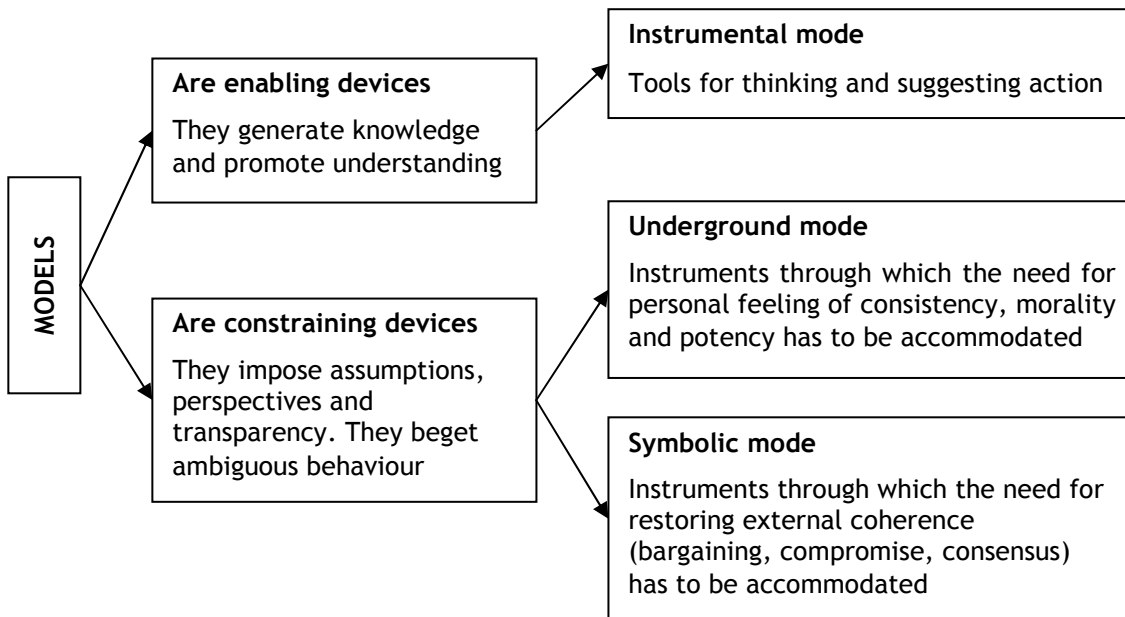 MODELS
Are enabling devices
They generate knowledge
and promote understanding
Are constraining devices
They impose assumptions,
perspectives and
transparency. They beget
ambiguous behaviour
Instrumental mode
Tools for thinking and suggesting action
Underground mode
Instruments through which the need for
personal feeling of consistency, morality
and potency has to be accommodated
Symbolic mode
Instruments through which the need for
restoring external coherence
(bargaining, compromise, consensus)
has to be accommodated